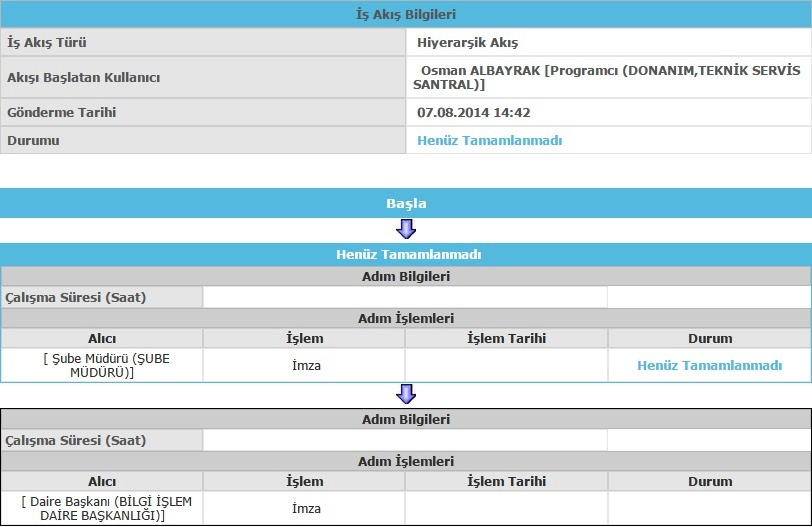 İş Akış Bilgileri
İş Akış Türü Hiyerarşik Akış
Akışı Başlatan Kullanıcı Osman ALBAYRAK [Programcı (DONANIM,TEKNİK SERVİS
SANTRAL)]
Gönderme Tarihi 07.08.2014 14:42
Durumu Henüz Tamamlanmadı
Başla
Henüz Tamamlanmadı
Adım Bilgileri
Çalışma Süresi (Saat)
Adım İşlemleri
Alıcı İşlem İşlem Tarihi Durum
[ Şube Müdürü (ŞUBE
MÜDÜRÜ)] İmza Henüz Tamamlanmadı
Adım Bilgileri
Çalışma Süresi (Saat)
Adım İşlemleri
Alıcı İşlem İşlem Tarihi Durum
[ Daire Başkanı (BİLGİ İŞLEM
DAİRE BAŞKANLIĞI)] İmza